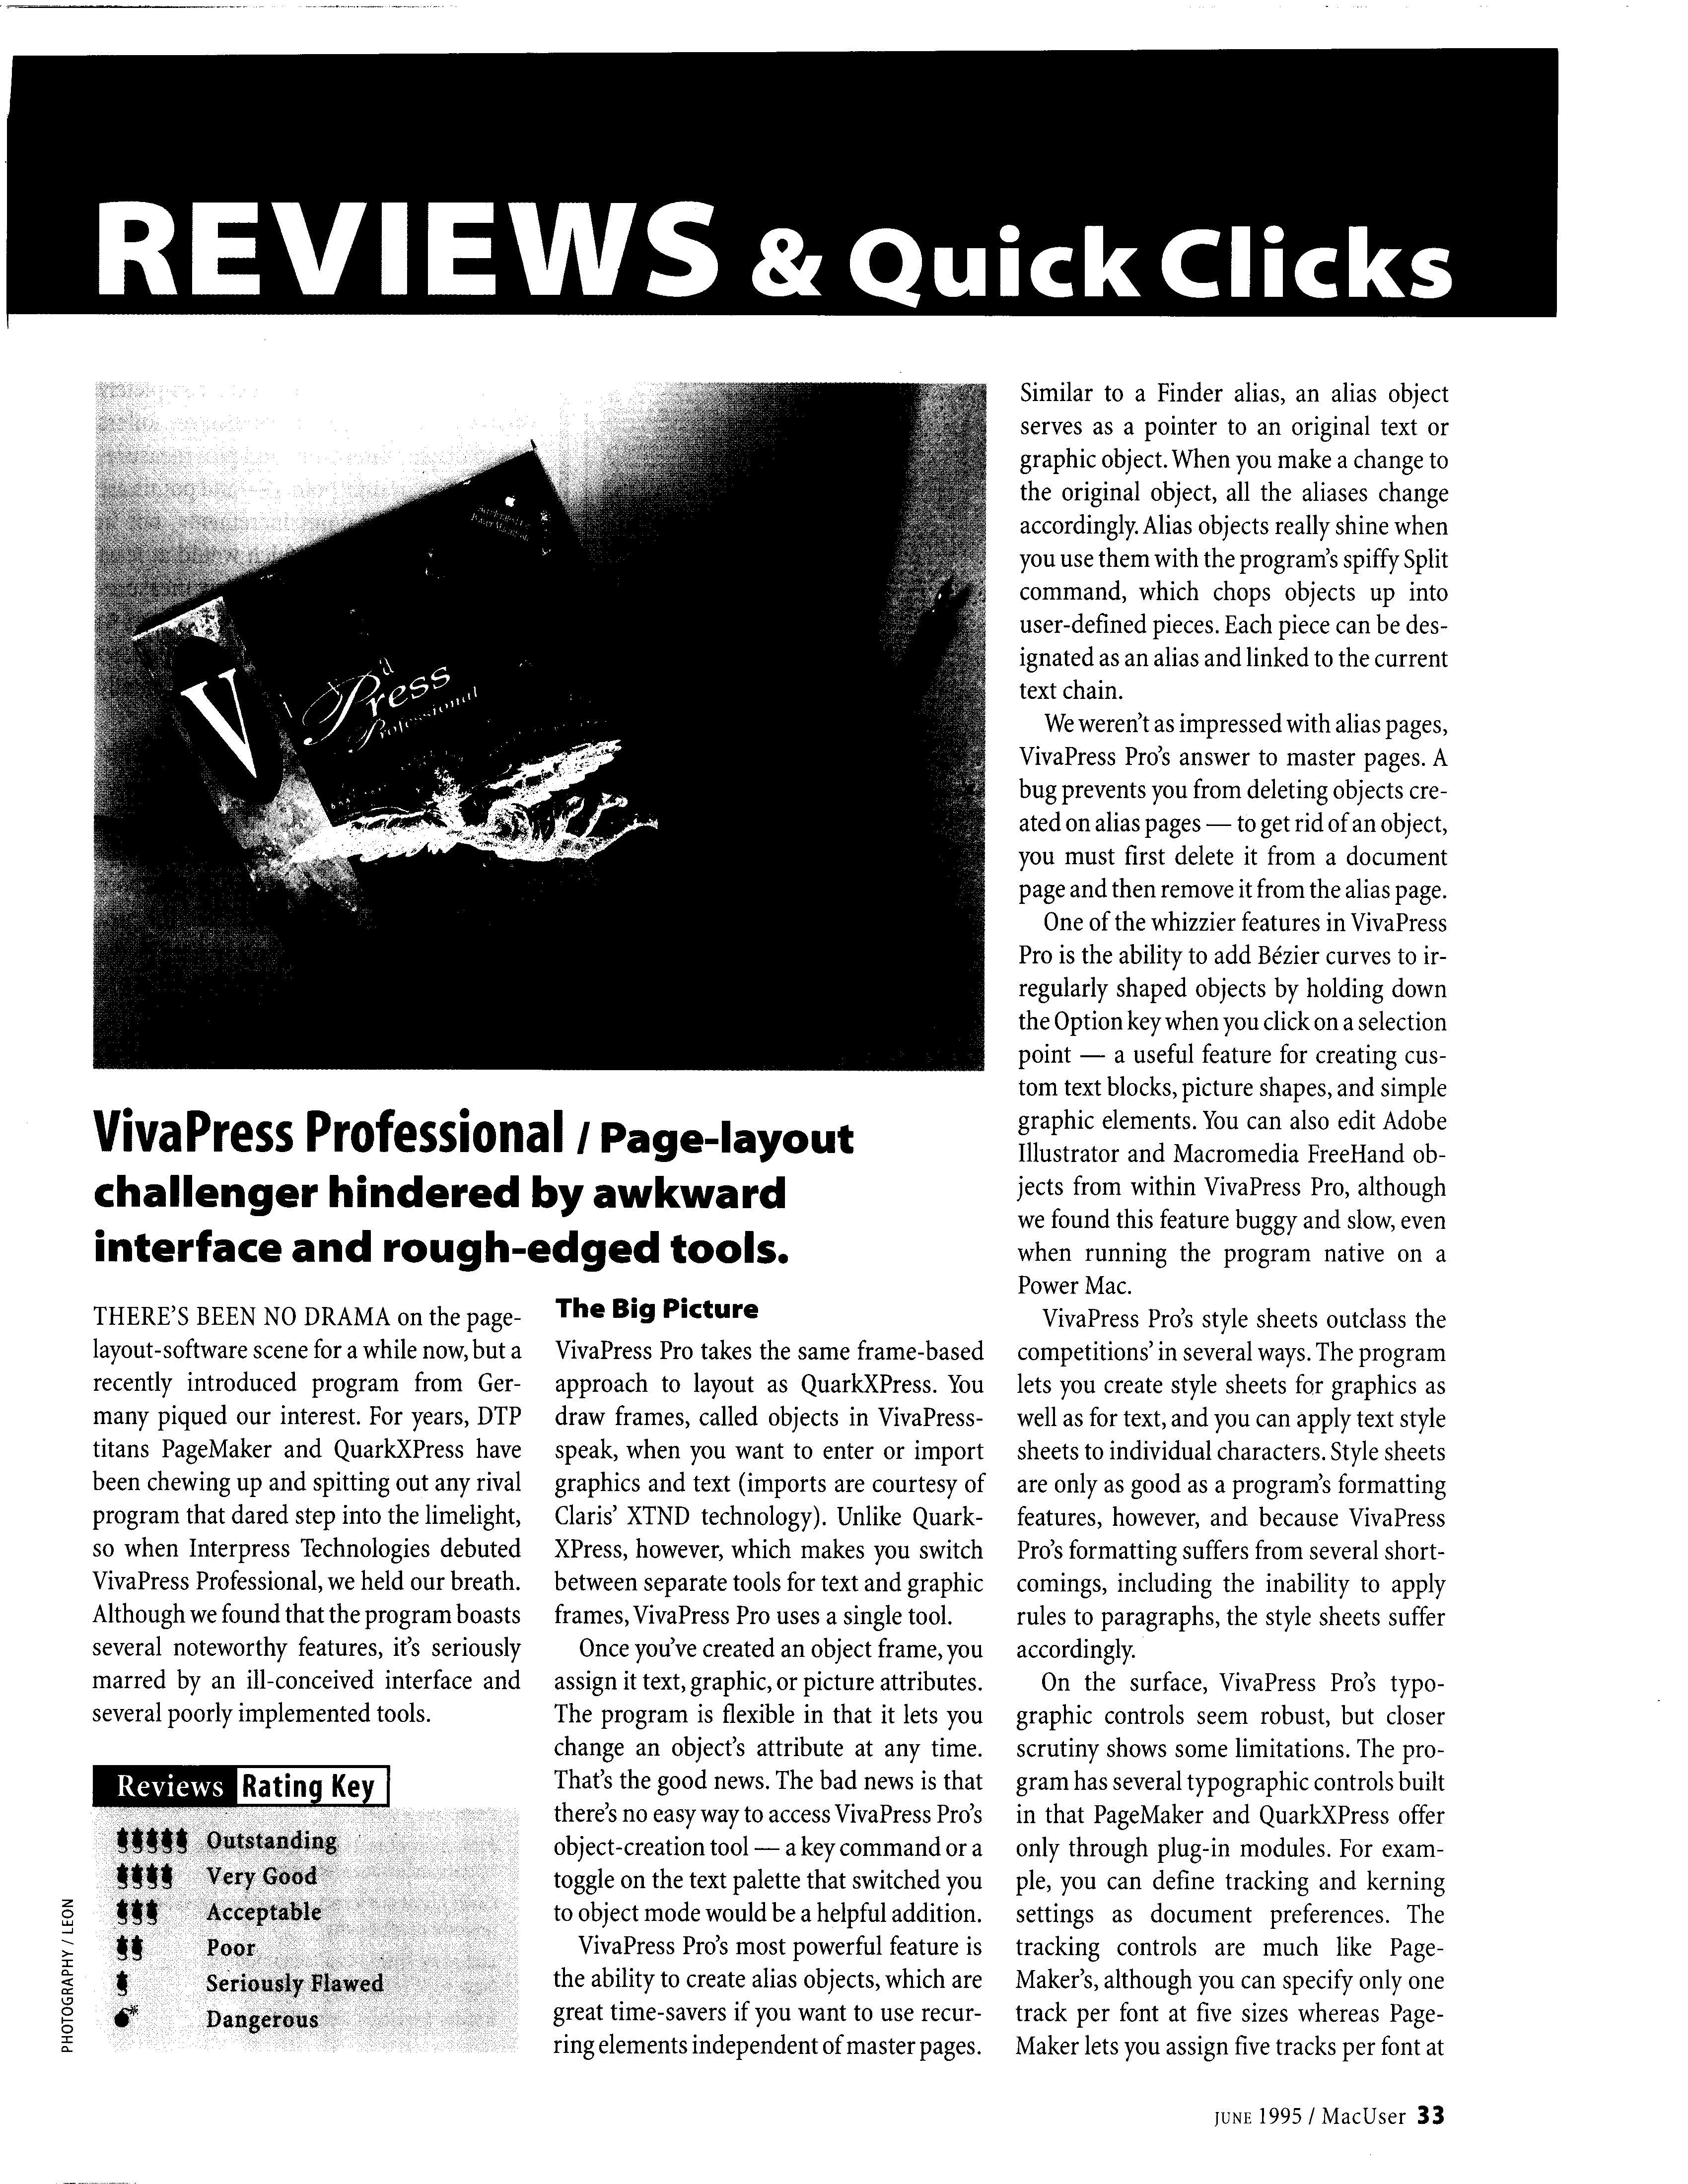 REVIEWS & Quick Clicks
V
Press
Professional
VivaPress Professional / Page-layout
challenger hindered by awkward
interface and rough-edged tools.
THERE'S BEEN NO DRAMA on the page-
layout-software scene for a while now, but a
recently introduced program from Ger-
many piqued our interest. For years, DTP
titans PageMaker and QuarkXPress have
been chewing up and spitting out any rival
program that dared step into the limelight,
so when Interpress Technologies debuted
VivaPress Professional, we held our breath.
Although we found that the program boasts
several noteworthy features, it's seriously
marred by an ill-conceived interface and
several poorly implemented tools.
Reviews Rating Key
Outstanding
Very Good
Acceptable
Poor
Seriously Flawed
Dangerous
PHOTOGRAPHY / LEON
The Big Picture
VivaPress Pro takes the same frame-based
approach to layout as QuarkXPress. You
draw frames, called objects in VivaPress-
speak, when you want to enter or import
graphics and text (imports are courtesy of
Claris' XTND technology). Unlike Quark-
XPress, however, which makes you switch
between separate tools for text and graphic
frames, VivaPress Pro uses a single tool.
Once you've created an object frame, you
assign it text, graphic, or picture attributes.
The program is flexible in that it lets you
change an object's attribute at any time.
That's the good news. The bad news is that
there's no easy way to access VivaPress Pro's
object-creation tool — a key command or a
toggle on the text palette that switched you
to object mode would be a helpful addition.
VivaPress Pro's most powerful feature is
the ability to create alias objects, which are
great time-savers if you want to use recur-
ring elements independent of master pages.
Similar to a Finder alias, an alias object
serves as a pointer to an original text or
graphic object. When you make a change to
the original object, all the aliases change
accordingly. Alias objects really shine when
you use them with the program's spiffy Split
command, which chops objects up into
user-defined pieces. Each piece can be des-
ignated as an alias and linked to the current
text chain.
We weren't as impressed with alias pages,
VivaPress Pro's answer to master pages. A
bug prevents you from deleting objects cre-
ated on alias pages — to get rid of an object,
you must first delete it from a document
page and then remove it from the alias page.
One of the whizzier features in VivaPress
Pro is the ability to add Bézier curves to ir-
regularly shaped objects by holding down
the Option key when you click on a selection
point — a useful feature for creating cus-
tom text blocks, picture shapes, and simple
graphic elements. You can also edit Adobe
Illustrator and Macromedia FreeHand ob-
jects from within VivaPress Pro, although
we found this feature buggy and slow, even
when running the program native on a
Power Mac.
VivaPress Pro's style sheets outclass the
competitions' in several ways. The program
lets you create style sheets for graphics as
well as for text, and you can apply text style
sheets to individual characters. Style sheets
are only as good as a program's formatting
features, however, and because VivaPress
Pro's formatting suffers from several short-
comings, including the inability to apply
rules to paragraphs, the style sheets suffer
accordingly.
On the surface, VivaPress Pro's typo-
graphic controls seem robust, but closer
scrutiny shows some limitations. The pro-
gram has several typographic controls built
in that PageMaker and QuarkXPress offer
only through plug-in modules. For exam-
ple, you can define tracking and kerning
settings as document preferences. The
tracking controls are much like Page-
Maker's, although you can specify only one
track per font at five sizes whereas Page-
Maker lets you assign five tracks per font at
JUNE 1995 / MacUser 33